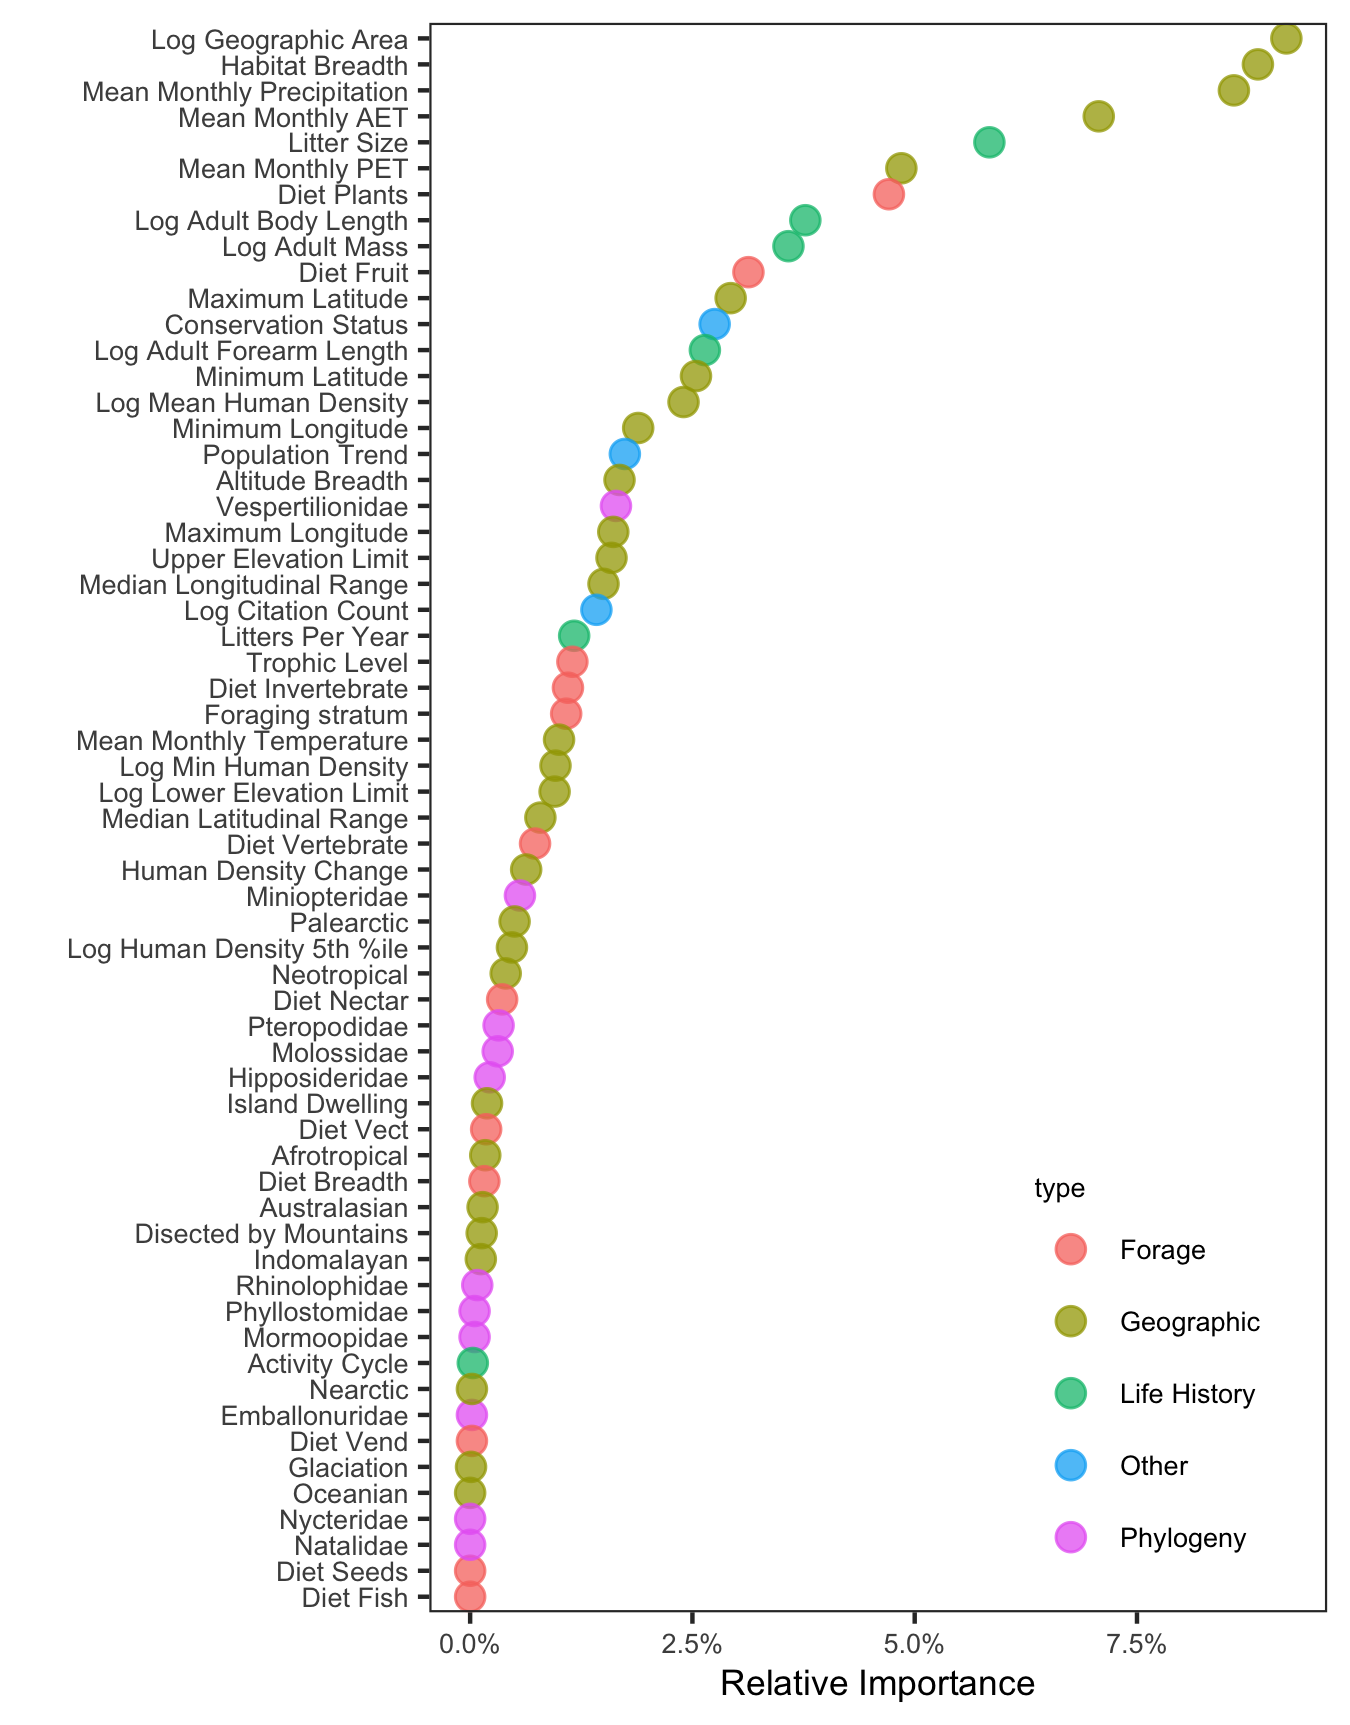 Log Geographic Area
Habitat Breadth
Mean Monthly Precipitation
Mean Monthly AET
Litter Size
Mean Monthly PET
Diet Plants
Log Adult Body Length
Log Adult Mass
Diet Fruit
Maximum Latitude
Conservation Status
Log Adult Forearm Length
Minimum Latitude
Log Mean Human Density
Minimum Longitude
Population Trend
Altitude Breadth
Vespertilionidae
Maximum Longitude
Upper Elevation Limit
Median Longitudinal Range
Log Citation Count
Litters Per Year
Trophic Level
Diet Invertebrate
Foraging stratum
Mean Monthly Temperature
Log Min Human Density
Log Lower Elevation Limit
Median Latitudinal Range
Diet Vertebrate
Human Density Change
Miniopteridae
Palearctic
Log Human Density 5th %ile
Neotropical
Diet Nectar
Pteropodidae
Molossidae
Hipposideridae
Island Dwelling
Diet Vect
Afrotropical
Diet Breadth
Australasian
Disected by Mountains
Indomalayan
Rhinolophidae
Phyllostomidae
Mormoopidae
Activity Cycle
Nearctic
Emballonuridae
Diet Vend
Glaciation
Oceanian
Nycteridae
Natalidae
Diet Seeds
Diet Fish
type
Forage
Geographic
Life History
Other
Phylogeny
0.0% 2.5% 5.0% 7.5%
Relative Importance